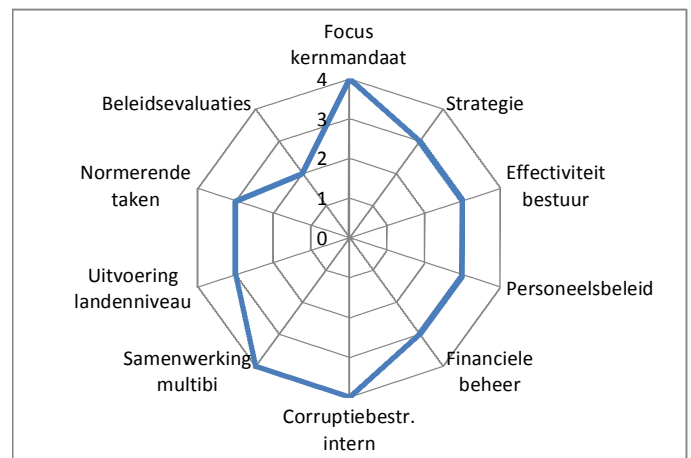 Focus
kernmandaat
Strategie
Effectiviteit
bestuur
Personeelsbeleid
Financiele
beheer
Corruptiebestr.
intern
Samenwerking
multibi
Uitvoering
landenniveau
Normerende
taken
Beleidsevaluaties
4
3
2
1
0